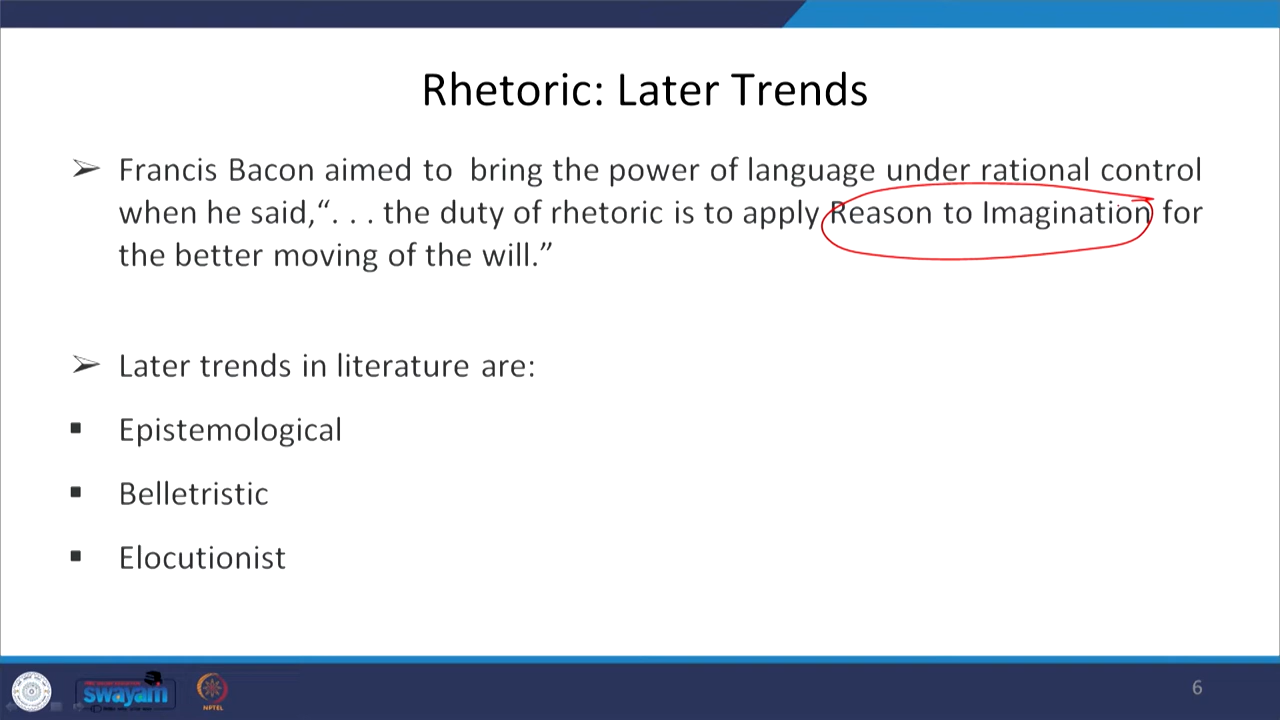 Rhetoric: Later Trends
➢ Francis Bacon aimed to bring the power of language under rational control
when he said,“. . . the duty of rhetoric is to apply Reason to Imagination for
the better moving of the will.”
➢ Later trends in literature are:
▪ Epistemological
▪ Belletristic
▪ Elocutionist
swayam
NPTEL
6